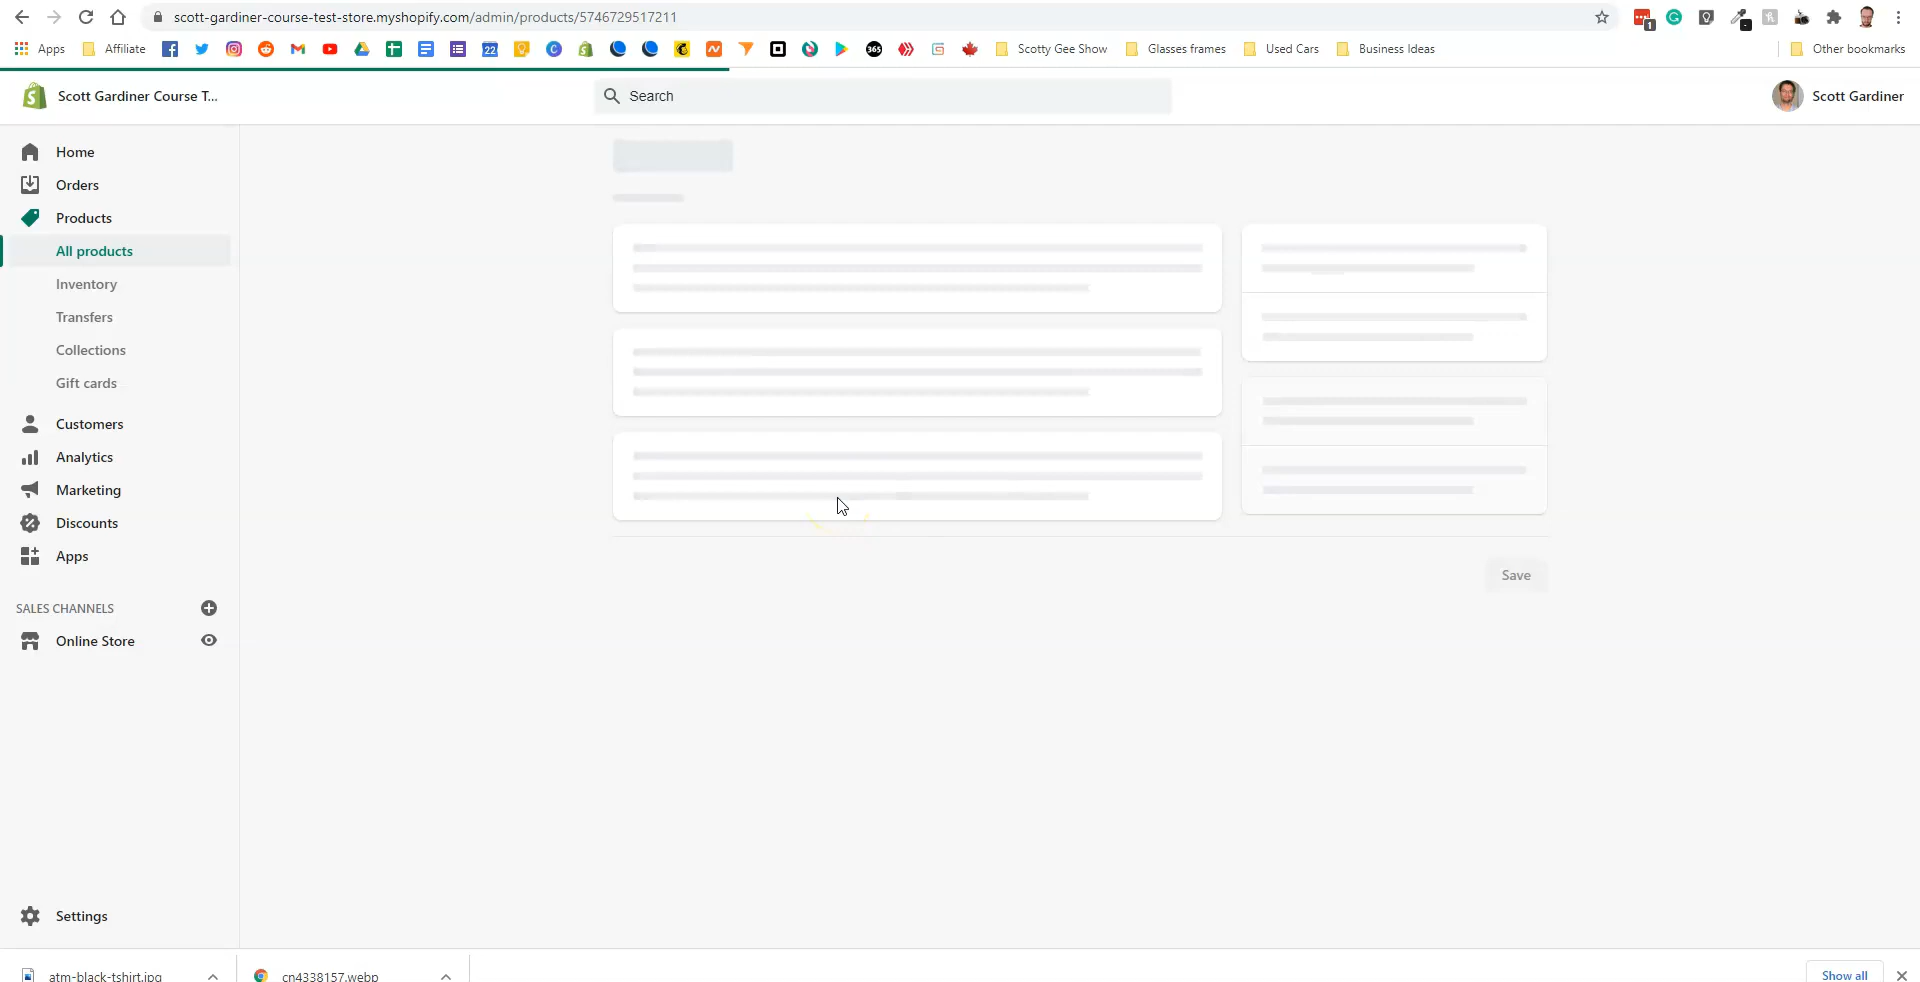 scott-gardiner-course-test-store.myshopify.com/admin/products/5746729517211
1
Apps Affiliate 22 365 Scotty Gee Show Glasses frames Used Cars Business Ideas Other bookmarks
Scott Gardiner Course T... Search Scott Gardiner
Home
Orders
Products
All products
Inventory
Transfers
Collections
Gift cards
Customers
Analytics
Marketing
Discounts
Apps
Save
SALES CHANNELS
Online Store
Settings
atm-black-tshirt.jpg cn4338157.webp Show all